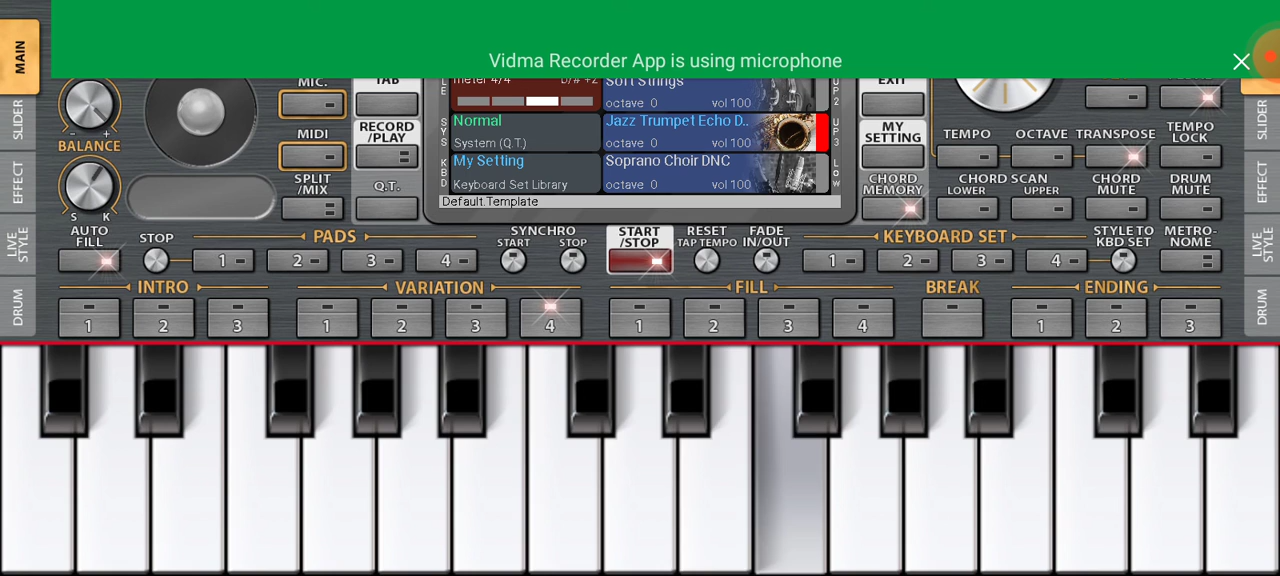 Vidma Recorder App is using microphone
MAIN
SLIDER
EFFECT
LIVE STYLE
DRUM
BALANCE
- +
S K
MIC.
MIDI
SPLIT
/MIX
TAB
RECORD
/PLAY
Q.T.
meter 4/4
Soft Strings
octave 0 vol 100
Normal
System (Q.T.)
Jazz Trumpet Echo D..
octave 0 vol 100
My Setting
Keyboard Set Library
Soprano Choir DNC
octave 0 vol 100
Default.Template
SYS
KBD
UP2
UP3
Low
EXIT
MY
SETTING
CHORD
MEMORY
TEMPO
OCTAVE
TRANSPOSE
TEMPO
LOCK
CHORD SCAN
LOWER UPPER
CHORD
MUTE
DRUM
MUTE
SLIDER
EFFECT
LIVE STYLE
DRUM
AUTO
FILL
STOP
PADS
1 2 3 4
SYNCHRO
START STOP
START
/STOP
RESET
TAP TEMPO
FADE
IN/OUT
KEYBOARD SET
1 2 3 4
STYLE TO
KBD SET
METRO-
NOME
INTRO
1 2 3
VARIATION
1 2 3 4
FILL
1 2 3 4
BREAK
ENDING
1 2 3